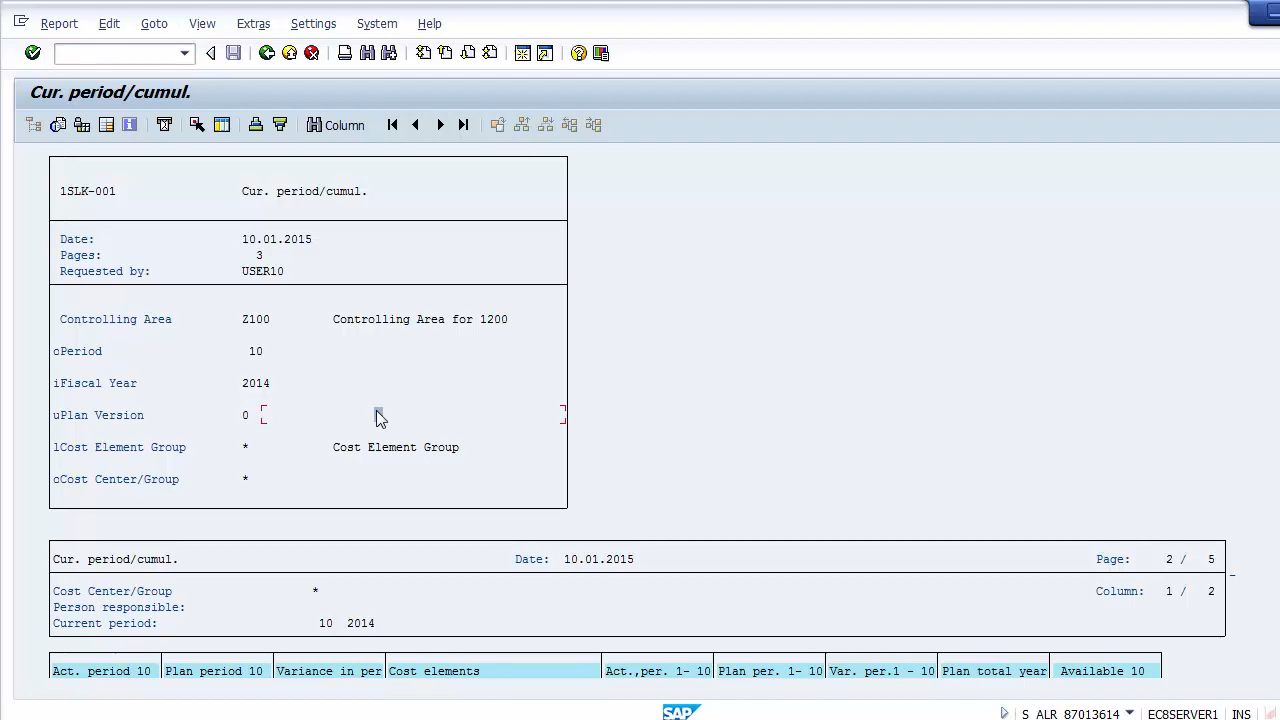 Report Edit Goto View Extras Settings System Help
Cur. period/cumul.
Column
1SLK-001 Cur. period/cumul.
Date: 10.01.2015
Pages: 3
Requested by: USER10
Controlling Area Z100 Controlling Area for 1200
cPeriod 10
iFiscal Year 2014
uPlan Version 0
lCost Element Group * Cost Element Group
cCost Center/Group *
Cur. period/cumul. Date: 10.01.2015 Page: 2 / 5
Cost Center/Group * Column: 1 / 2
Person responsible:
Current period: 10 2014
Act. period 10 Plan period 10 Variance in per Cost elements Act.,per. 1- 10 Plan per. 1- 10 Var. per.1 - 10 Plan total year Available 10
SAP S_ALR_87013614 EC8SERVER1 INS